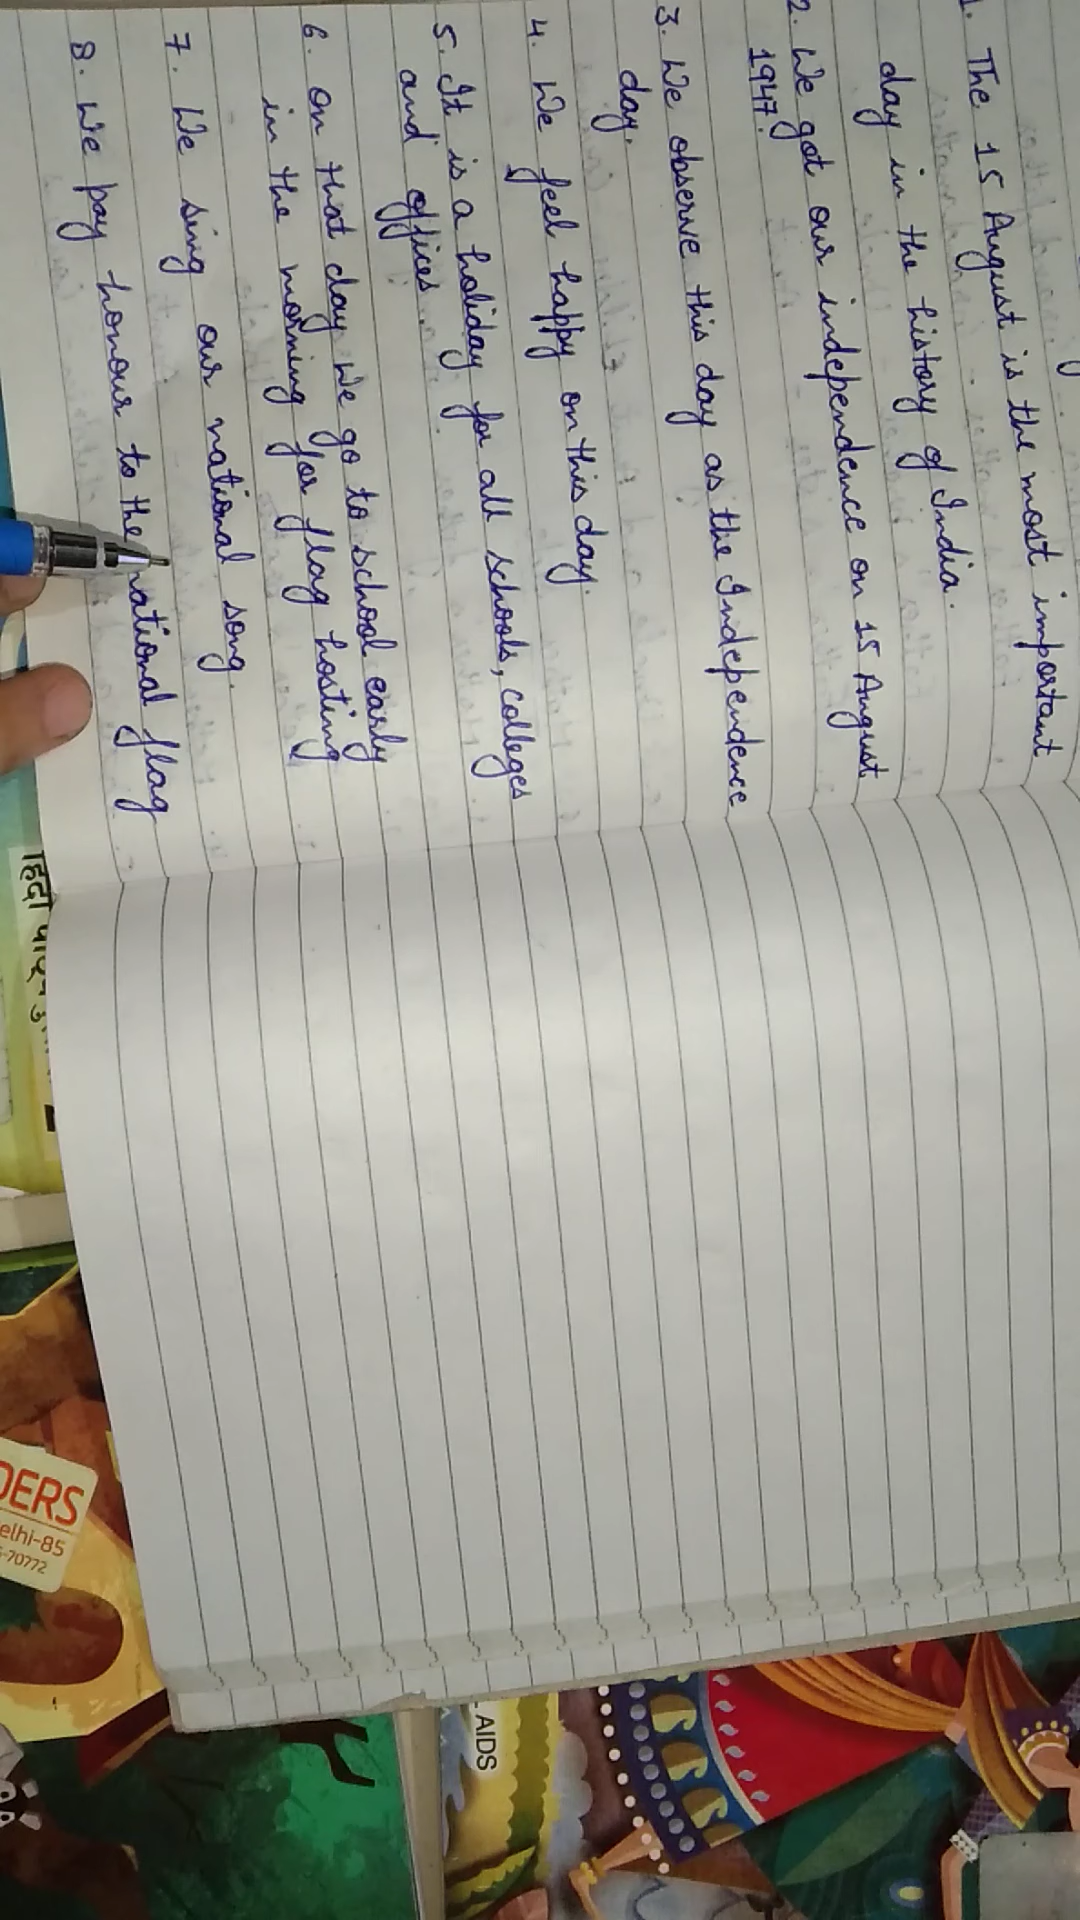 1. The 15 August is the most important
day in the history of India.
2. We got our independence on 15 August
1947.
3. We observe this day as the Independence
day.
4. We feel happy on this day.
5. It is a holiday for all schools, colleges
and offices.
6. on that day we go to school early
in the morning for flag hosting
7. We sing our national song.
8. We pay honour to the national flag
हिंदी
DERS
elhi-85
-70772
AIDS